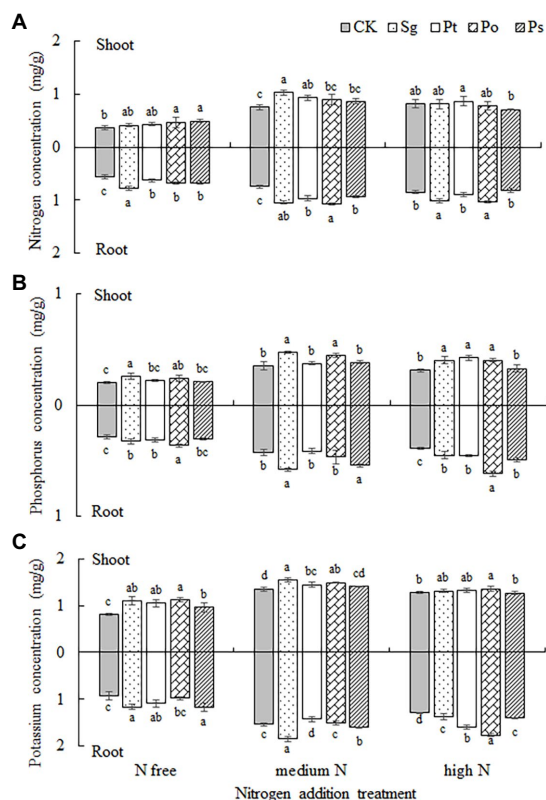 A
CK Sg Pt Po Ps
Shoot
Nitrogen concentration (mg/g)
2
1
0
1
2
b ab ab a a
c a ab bc bc
ab ab a ab b
c a b b b
c ab b a b
b a b a b
Root
B
Shoot
Phosphorus concentration (mg/g)
1
0
1
c a bc ab bc
b a b a b
b a a a b
c b b a bc
b a b b a
c b b a b
Root
C
Shoot
Potassium concentration (mg/g)
2
1
0
1
2
c ab ab a b
d a bc ab cd
b ab ab a b
c a ab bc a
c a d c b
d c b a c
Root
N free medium N high N
Nitrogen addition treatment